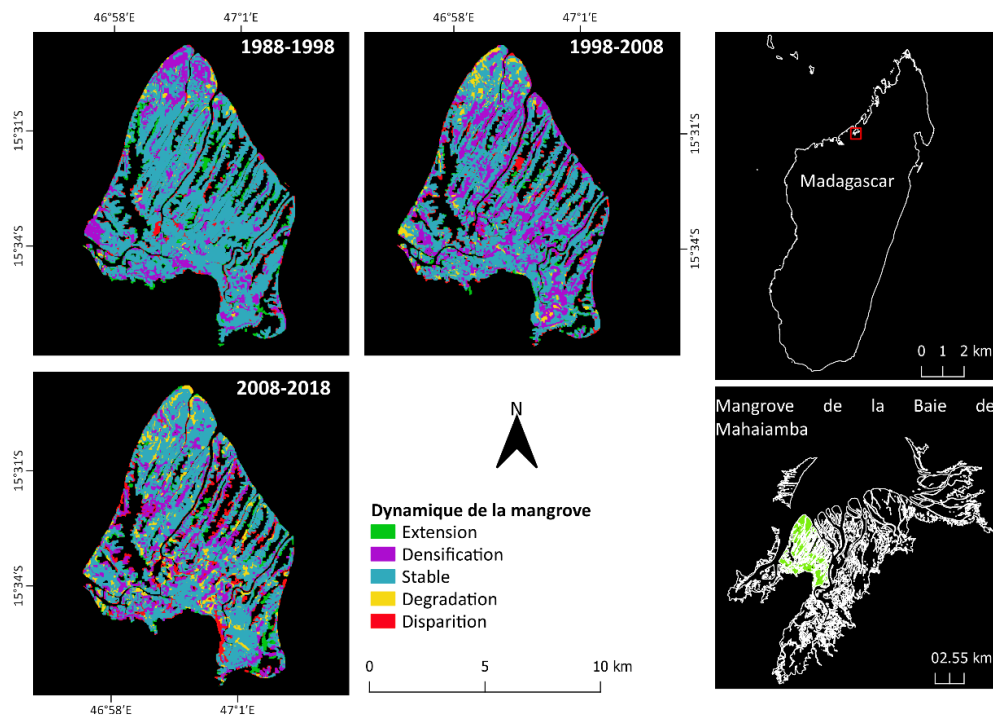 46°58′E 47°1′E
46°58′E 47°1′E
1988-1998
1998-2008
15°31′S
15°34′S
15°31′S
15°34′S
Madagascar
0 1 2 km
2008-2018
15°31′S
15°34′S
46°58′E 47°1′E
N
Dynamique de la mangrove
Extension
Densification
Stable
Degradation
Disparition
0 5 10 km
Mangrove de la Baie de
Mahaiamba
02.55 km